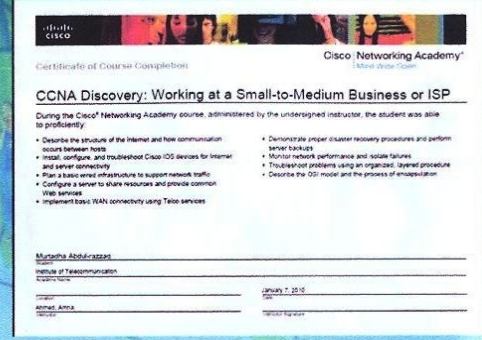 CISCO
Cisco | Networking Academy®
Mind Wide Open
Certificate of Course Completion
CCNA Discovery: Working at a Small-to-Medium Business or ISP
During the Cisco® Networking Academy course, administered by the undersigned instructor, the student was able
to proficiently:
• Describe the structure of the Internet and how communication
occurs between hosts
• Install, configure, and troubleshoot Cisco IOS devices for Internet
and server connectivity
• Plan a basic wired infrastructure to support network traffic
• Configure a server to share resources and provide common
Web services
• Implement basic WAN connectivity using Telco services
• Demonstrate proper disaster recovery procedures and perform
server backups
• Monitor network performance and isolate failures
• Troubleshoot problems using an organized, layered procedure
• Describe the OSI model and the process of encapsulation
Murtadha Abdul-razzaq
Student
Institute of Telecommunication
Academy Name
Location
January 7, 2010
Date
Ahmed, Amna
Instructor
Instructor Signature